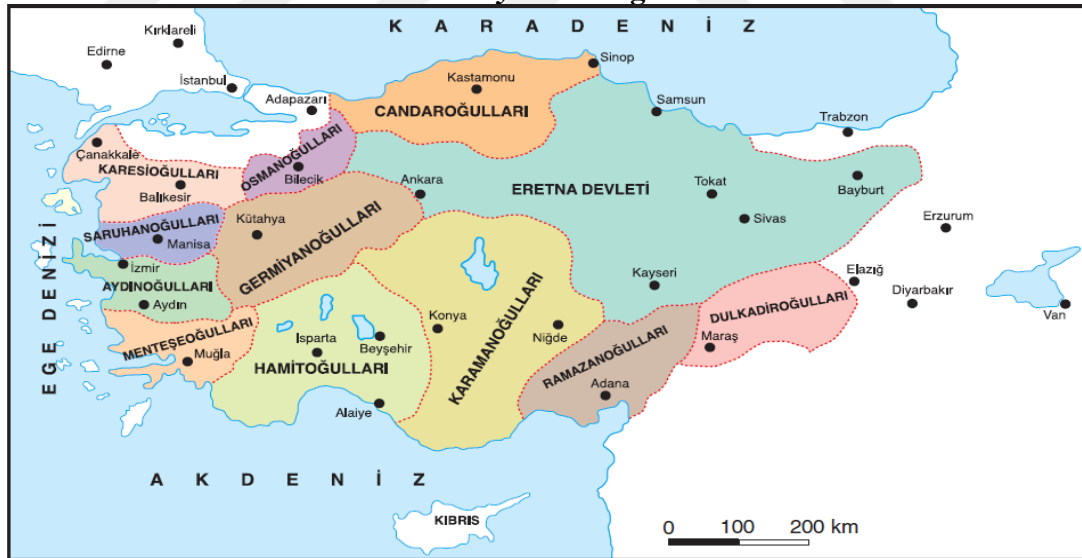 K A R A D E N İ Z
Kırklareli
Edirne
İstanbul
Adapazarı
Kastamonu
Sinop
CANDAROĞULLARI
Samsun
Trabzon
Çanakkale
KARESİOĞULLARI
Balıkesir
OSMANOĞULLARI
Bilecik
Ankara
ERETNA DEVLETİ
Tokat
Sivas
Bayburt
Erzurum
SARUHANOĞULLARI
Manisa
Kütahya
GERMİYANOĞULLARI
EGE DENİZİ
İzmir
AYDINOĞULLARI
Aydın
Kayseri
Elazığ
Diyarbakır
Van
DULKADİROĞULLARI
Maraş
MENTEŞEOĞULLARI
Muğla
Isparta
Beyşehir
HAMİTOĞULLARI
Konya
KARAMANOĞULLARI
Niğde
RAMAZANOĞULLARI
Adana
Alaiye
A K D E N İ Z
KIBRIS
0 100 200 km